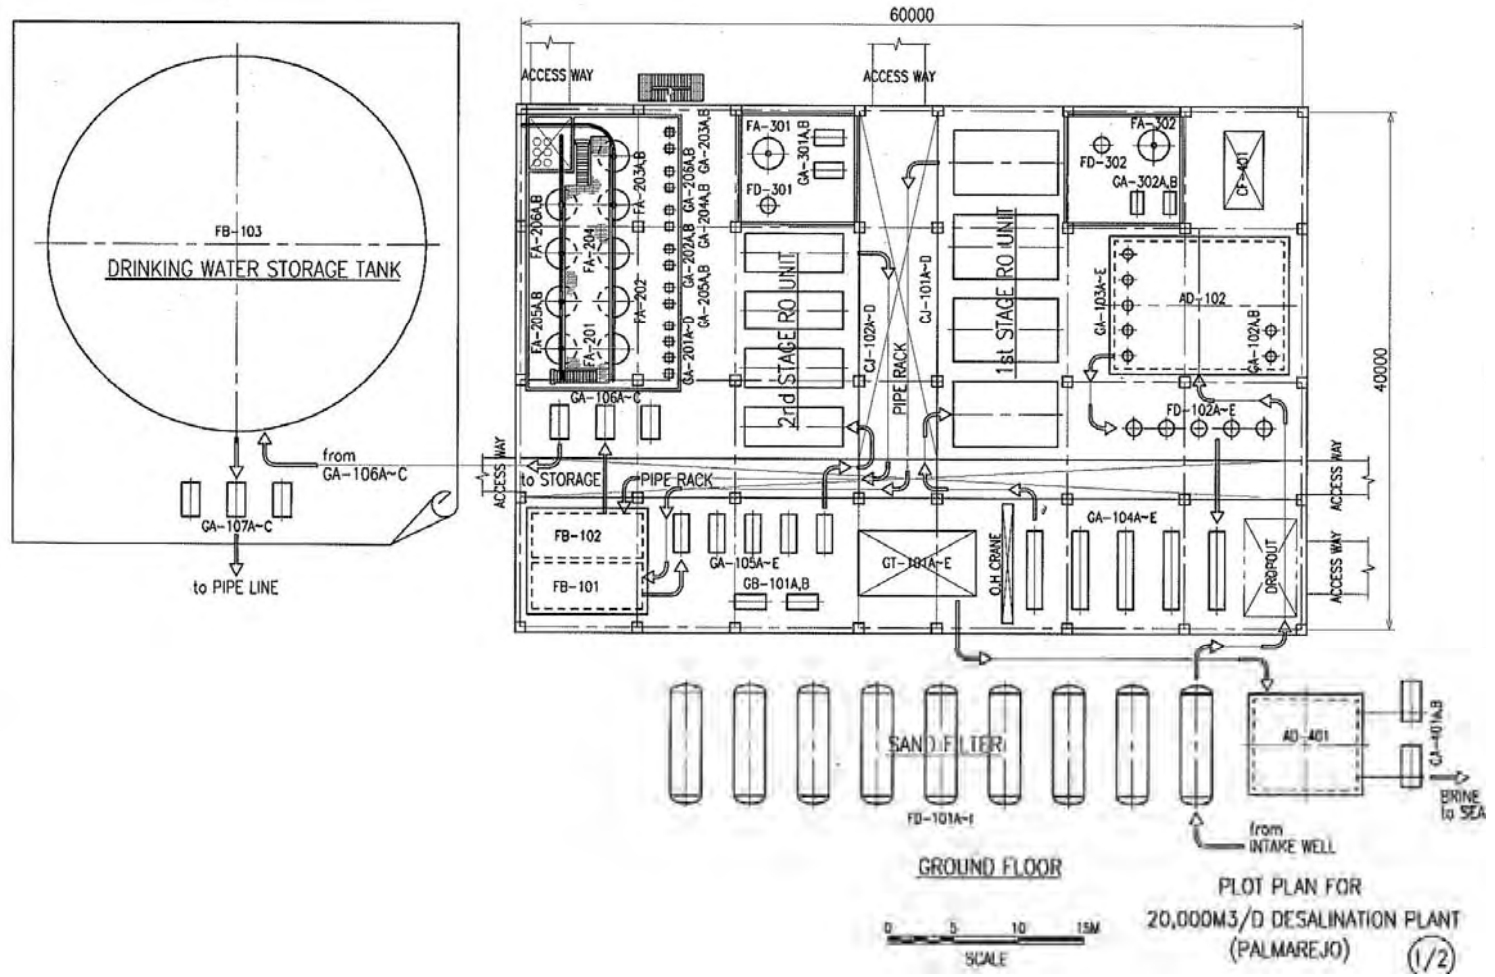 60000
ACCESS WAY
ACCESS WAY
FB-103
DRINKING WATER STORAGE TANK
from
GA-106A~C
GA-107A~C
to PIPE LINE
FA-206A,B
FA-203A,B
FA-204
FA-205A,B
FA-202
FA-201
GA-203A,B
GA-206A,B
GA-204A,B
GA-202A,B
GA-205A,B
GA-201A~D
FA-301
GA-301A,B
FD-301
2nd STAGE RO UNIT
CJ-102A~D
PIPE RACK
CJ-101A~D
1st STAGE RO UNIT
FA-302
FD-302
GA-302A,B
CF-401
GA-103A~E
AD-102
GA-102A,B
40000
FD-102A~E
GA-106A~C
ACCESS WAY
to STORAGE
PIPE RACK
ACCESS WAY
FB-102
FB-101
GA-105A~E
GB-101A,B
GT-101A~E
O.H CRANE
GA-104A~E
DROPOUT
ACCESS WAY
SAND FILTER
FD-101A~I
AD-401
GA-401A,B
BRINE
to SEA
from
INTAKE WELL
GROUND FLOOR
0 5 10 15M
SCALE
PLOT PLAN FOR
20,000M3/D DESALINATION PLANT
(PALMAREJO)
1/2